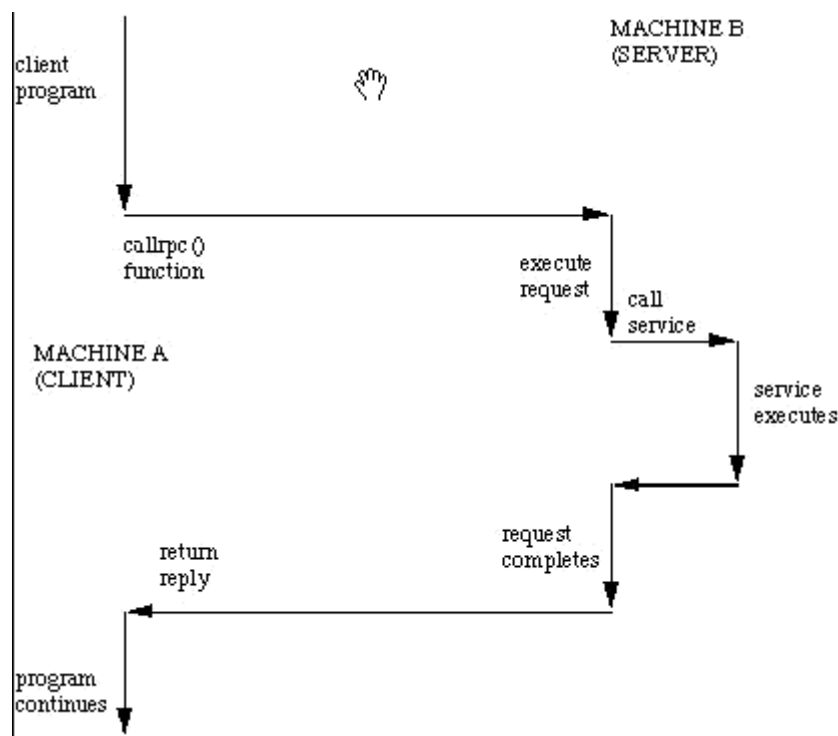 MACHINE B
(SERVER)
client
program
callrpc()
function
execute
request
call
service
MACHINE A
(CLIENT)
service
executes
request
completes
return
reply
program
continues